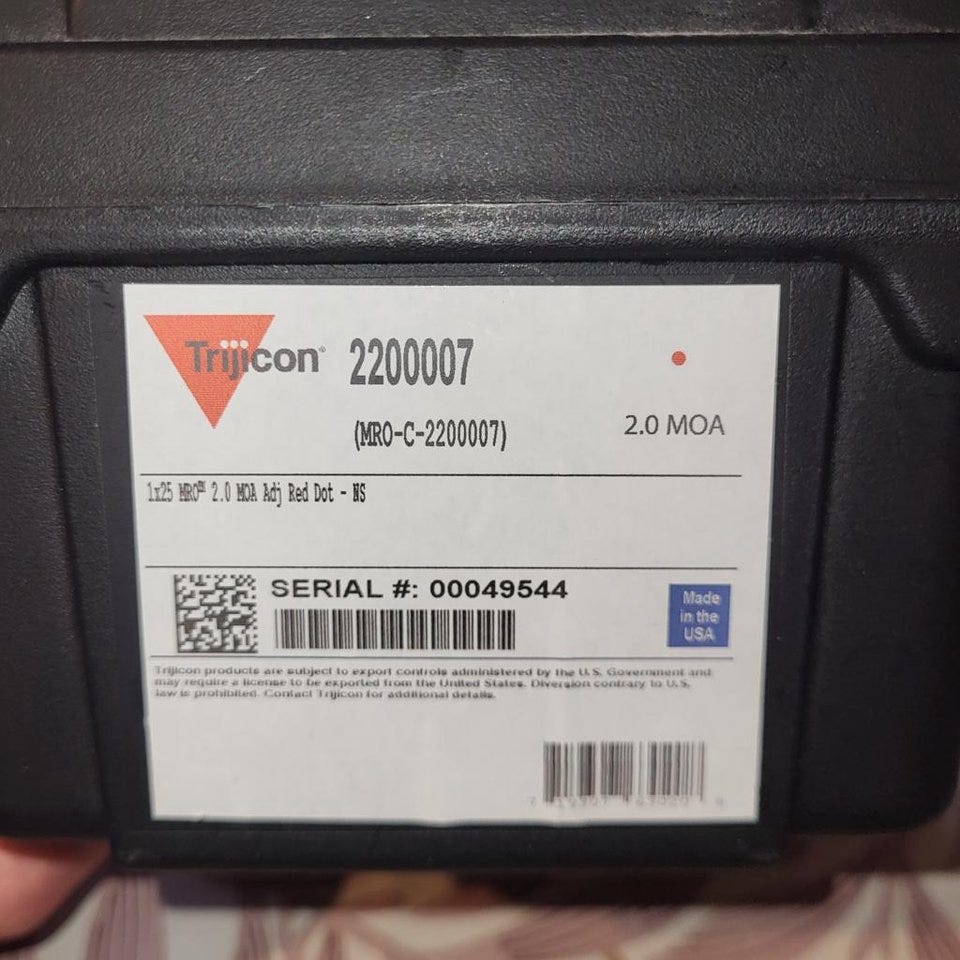 Trijicon®
2200007
(MRO-C-2200007)
2.0 MOA
1x25 MRO™ 2.0 MOA Adj Red Dot - NS
SERIAL #: 00049544
Made
in the
USA
Trijicon products are subject to export controls administered by the U.S. Government and
may require a license to be exported from the United States. Diversion contrary to U.S.
law is prohibited. Contact Trijicon for additional details.